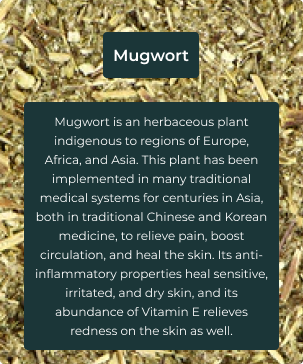 Mugwort
Mugwort is an herbaceous plant
indigenous to regions of Europe,
Africa, and Asia. This plant has been
implemented in many traditional
medical systems for centuries in Asia,
both in traditional Chinese and Korean
medicine, to relieve pain, boost
circulation, and heal the skin. Its anti-
inflammatory properties heal sensitive,
irritated, and dry skin, and its
abundance of Vitamin E relieves
redness on the skin as well.